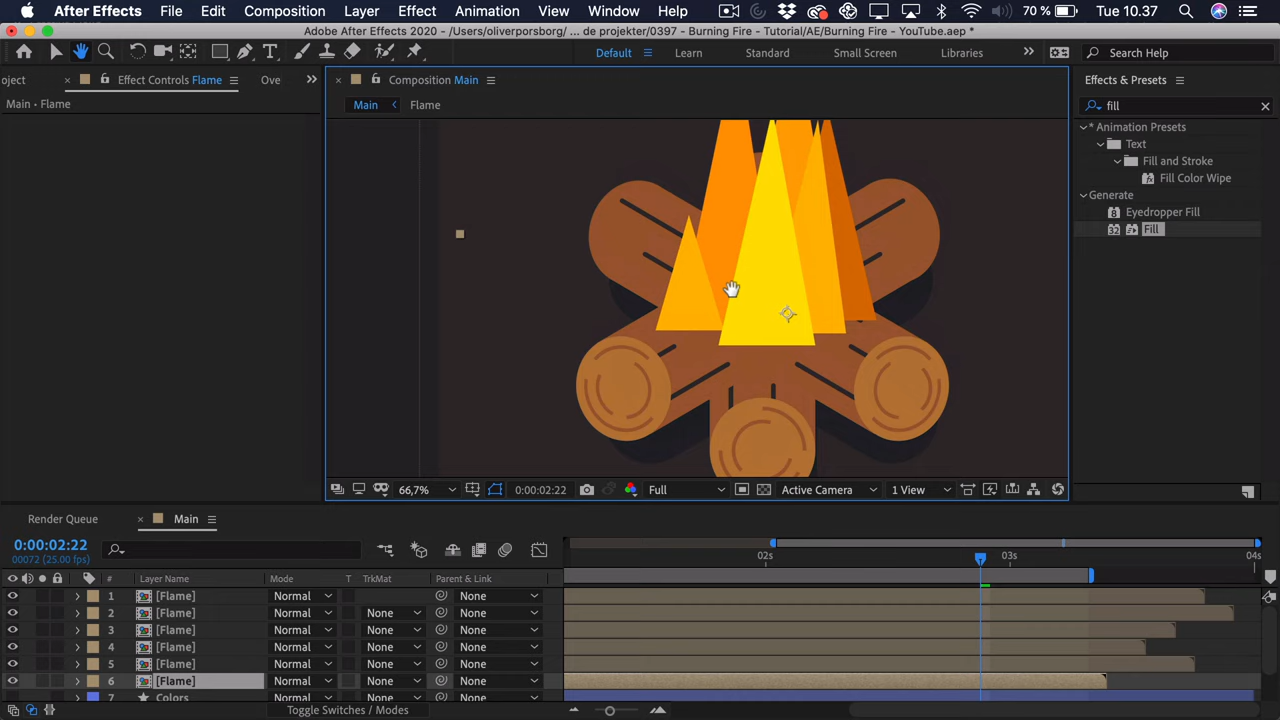 After Effects File Edit Composition Layer Effect Animation View Window Help 70 % Tue 10.37
Adobe After Effects 2020 - /Users/oliverporsborg/... de projekter/0397 - Burning Fire - Tutorial/AE/Burning Fire - YouTube.aep *
Default Learn Standard Small Screen Libraries Search Help
oject Effect Controls Flame Ove Composition Main Effects & Presets
Main • Flame Main Flame fill
* Animation Presets
Text
Fill and Stroke
Fill Color Wipe
Generate
Eyedropper Fill
32 Fill
66,7% 0:00:02:22 Full Active Camera 1 View
Render Queue Main
0:00:02:22
00072 (25.00 fps) 02s 03s 04s
# Layer Name Mode T TrkMat Parent & Link
1 [Flame] Normal None
2 [Flame] Normal None None
3 [Flame] Normal None None
4 [Flame] Normal None None
5 [Flame] Normal None None
6 [Flame] Normal None None
7 Colors Normal None None
Toggle Switches / Modes